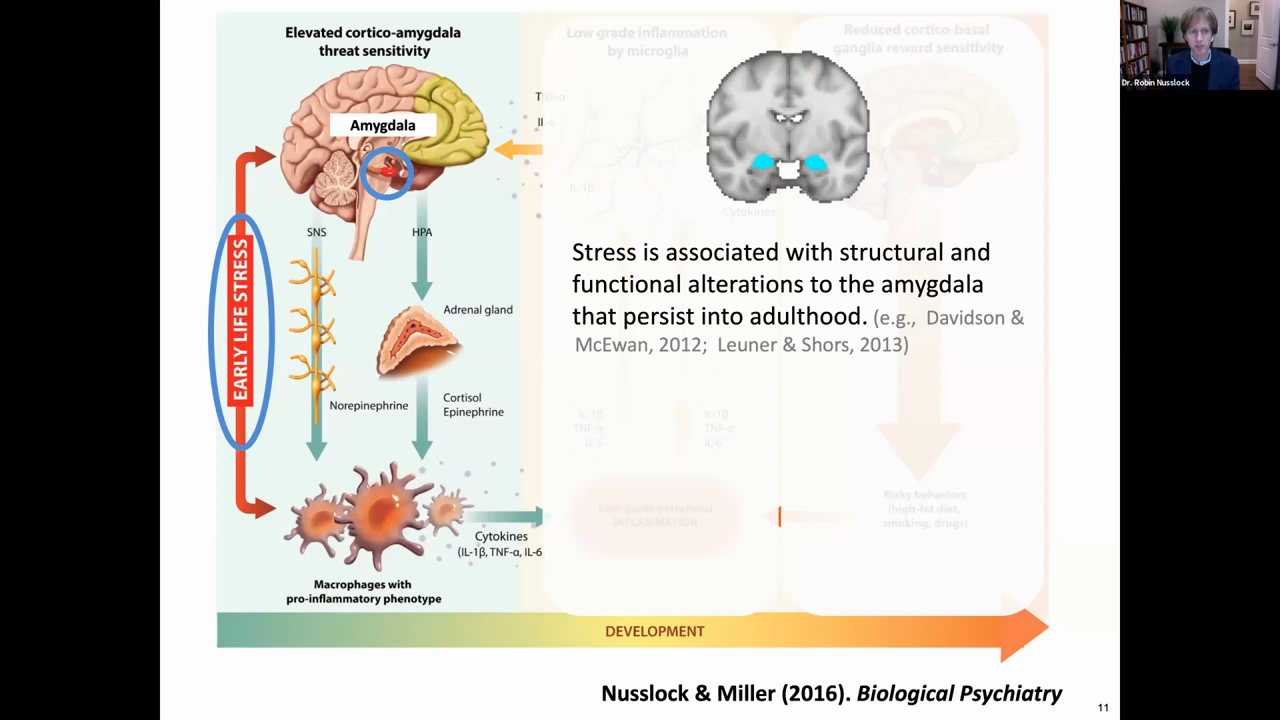 Elevated cortico-amygdala
threat sensitivity
Amygdala
SNS
HPA
EARLY LIFE STRESS
Adrenal gland
Norepinephrine
Cortisol
Epinephrine
Cytokines
(IL-1β, TNF-α, IL-6
Macrophages with
pro-inflammatory phenotype
Low grade inflammation
by microglia
IL-1β
Cytokines
IL-1β,
TNF-α,
IL-6
IL-1β
TNF-α
IL-6
Low-grade peripheral
INFLAMMATION
Reduced cortico-basal
ganglia reward sensitivity
Risky behaviors
(high-fat diet,
smoking, drugs)
Stress is associated with structural and
functional alterations to the amygdala
that persist into adulthood. (e.g., Davidson &
McEwan, 2012; Leuner & Shors, 2013)
DEVELOPMENT
Nusslock & Miller (2016). Biological Psychiatry
11
Dr. Robin Nusslock